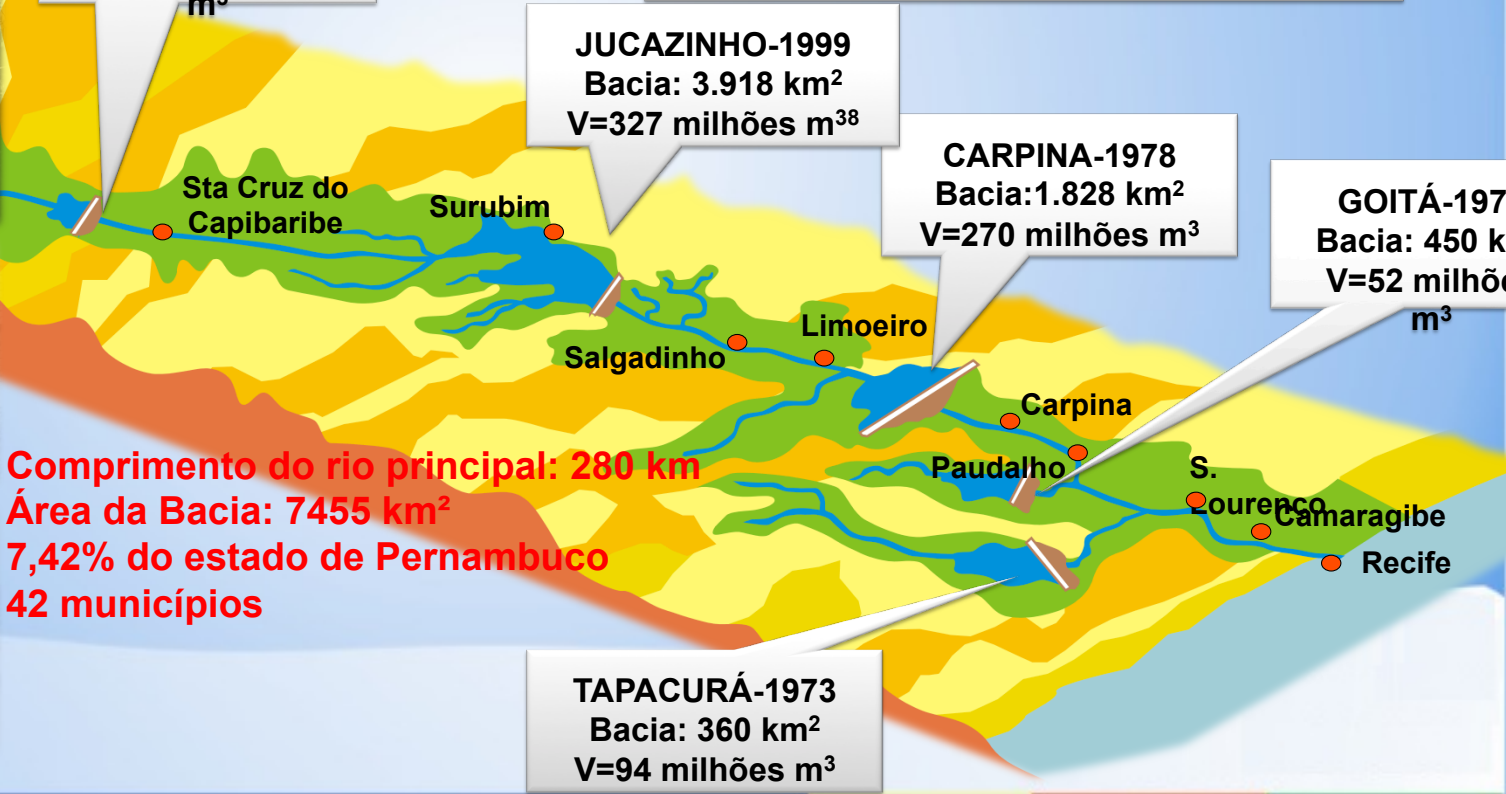 m³
JUCAZINHO-1999
Bacia: 3.918 km²
V=327 milhões m³⁸
CARPINA-1978
Bacia:1.828 km²
V=270 milhões m³
GOITÁ-197
Bacia: 450 k
V=52 milhõe
m³
Sta Cruz do
Capibaribe
Surubim
Salgadinho
Limoeiro
Carpina
Paudalho
S.
Lourenço
Camaragibe
Recife
Comprimento do rio principal: 280 km
Área da Bacia: 7455 km²
7,42% do estado de Pernambuco
42 municípios
TAPACURÁ-1973
Bacia: 360 km²
V=94 milhões m³